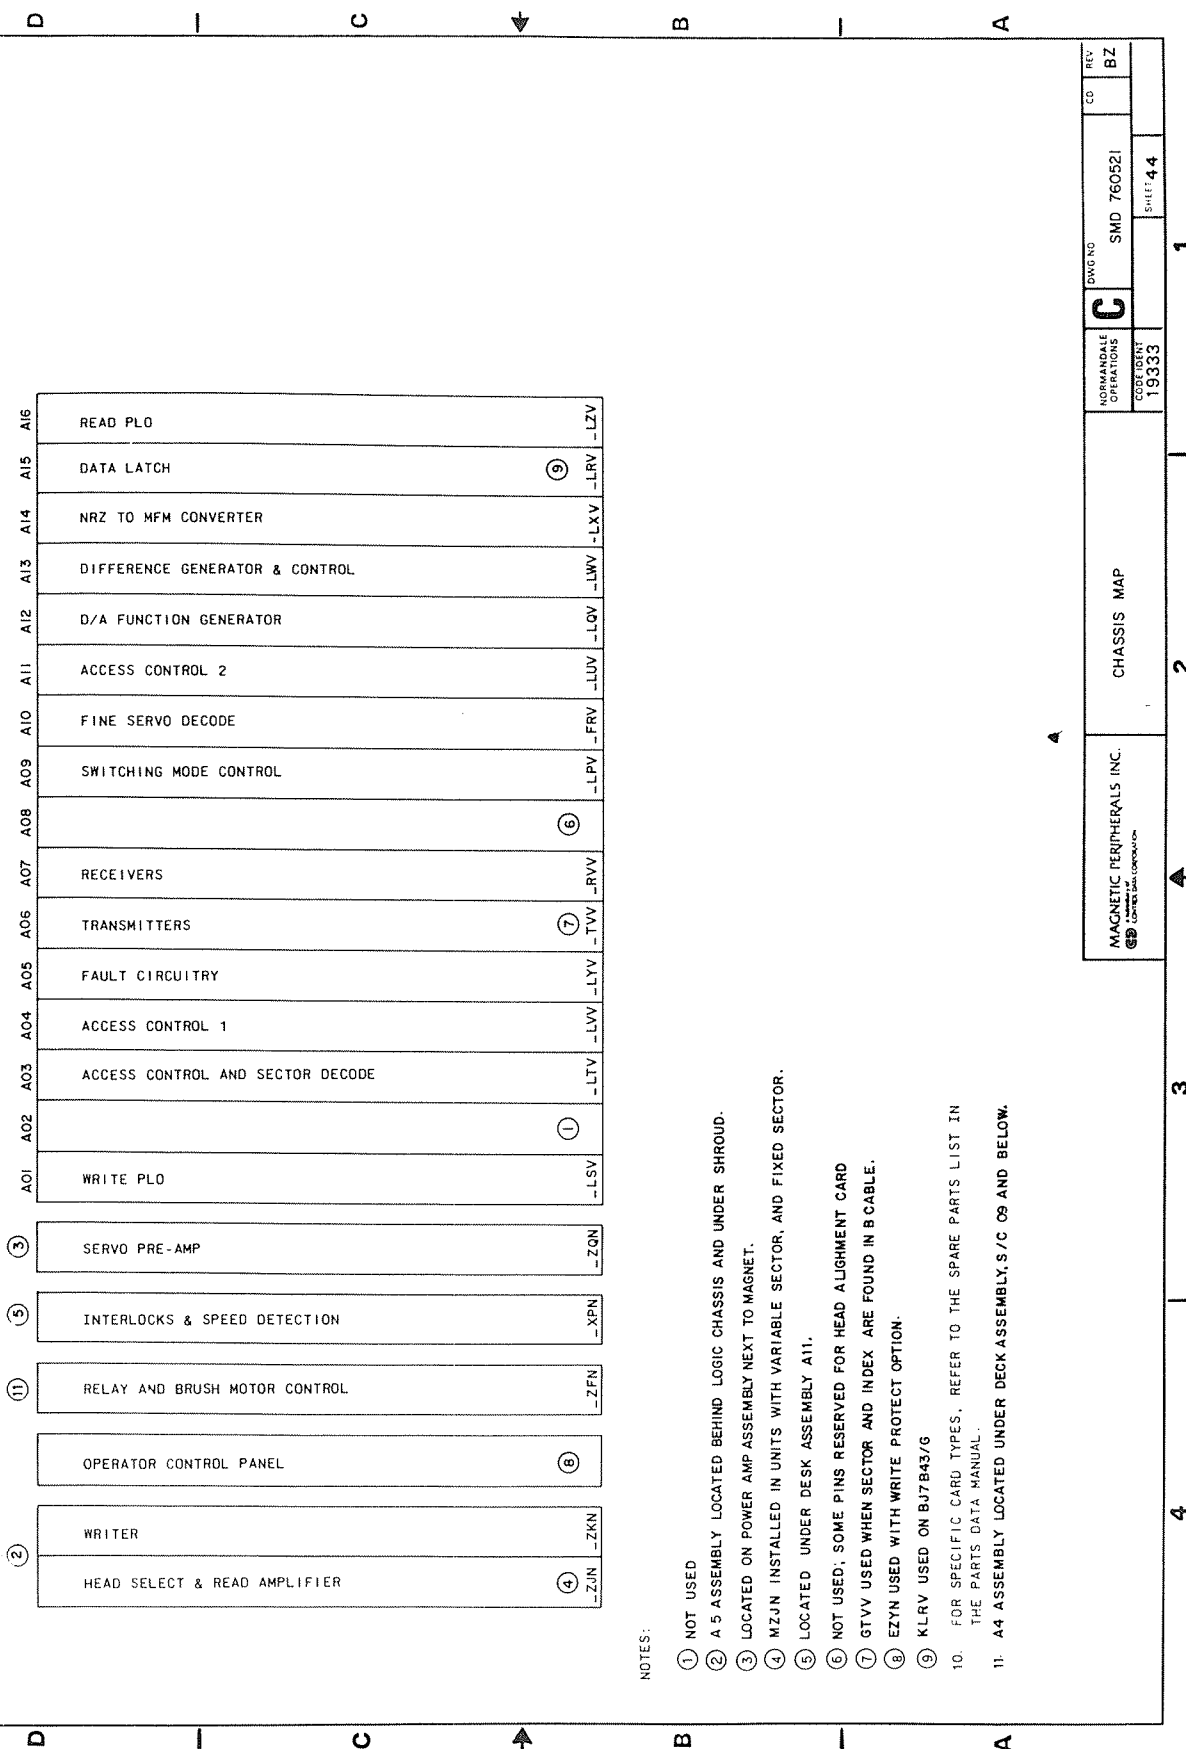 D
C
B
A
A16
READ PLO
_LZV
A15
DATA LATCH
9
_LRV
A14
NRZ TO MFM CONVERTER
-LXV
A13
DIFFERENCE GENERATOR & CONTROL
_LWV
A12
D/A FUNCTION GENERATOR
_LQV
A11
ACCESS CONTROL 2
_LUV
A10
FINE SERVO DECODE
_FRV
A09
SWITCHING MODE CONTROL
_LPV
A08
6
A07
RECEIVERS
_RVV
A06
TRANSMITTERS
7
_TVV
A05
FAULT CIRCUITRY
_LYV
A04
ACCESS CONTROL 1
_LVV
A03
ACCESS CONTROL AND SECTOR DECODE
_LTV
A02
1
A01
WRITE PLO
_LSV
3
SERVO PRE-AMP
_ZQN
5
INTERLOCKS & SPEED DETECTION
_XPN
11
RELAY AND BRUSH MOTOR CONTROL
_ZFN
OPERATOR CONTROL PANEL
8
2
WRITER
_ZKN
HEAD SELECT & READ AMPLIFIER
4
_ZJN
NOTES:
1 NOT USED
2 A 5 ASSEMBLY LOCATED BEHIND LOGIC CHASSIS AND UNDER SHROUD.
3 LOCATED ON POWER AMP ASSEMBLY NEXT TO MAGNET.
4 MZJN INSTALLED IN UNITS WITH VARIABLE SECTOR, AND FIXED SECTOR.
5 LOCATED UNDER DESK ASSEMBLY A11.
6 NOT USED; SOME PINS RESERVED FOR HEAD ALIGHMENT CARD
7 GTVV USED WHEN SECTOR AND INDEX ARE FOUND IN B CABLE.
8 EZYN USED WITH WRITE PROTECT OPTION.
9 KLRV USED ON BJ7B43/G
10. FOR SPECIFIC CARD TYPES, REFER TO THE SPARE PARTS LIST IN
THE PARTS DATA MANUAL.
11. A4 ASSEMBLY LOCATED UNDER DECK ASSEMBLY, S/C 09 AND BELOW.
MAGNETIC PERIPHERALS INC.
a subsidiary of
CONTROL DATA CORPORATION
CHASSIS MAP
NORMANDALE
OPERATIONS
CODE IDENT
19333
C
DWG NO
SMD 760521
CD
REV
BZ
SHEET 44
4
3
2
1
D
C
B
A